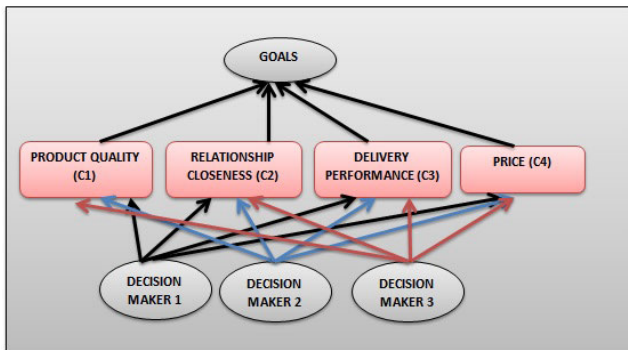 GOALS
PRODUCT QUALITY
(C1)
RELATIONSHIP
CLOSENESS (C2)
DELIVERY
PERFORMANCE (C3)
PRICE (C4)
DECISION
MAKER 1
DECISION
MAKER 2
DECISION
MAKER 3